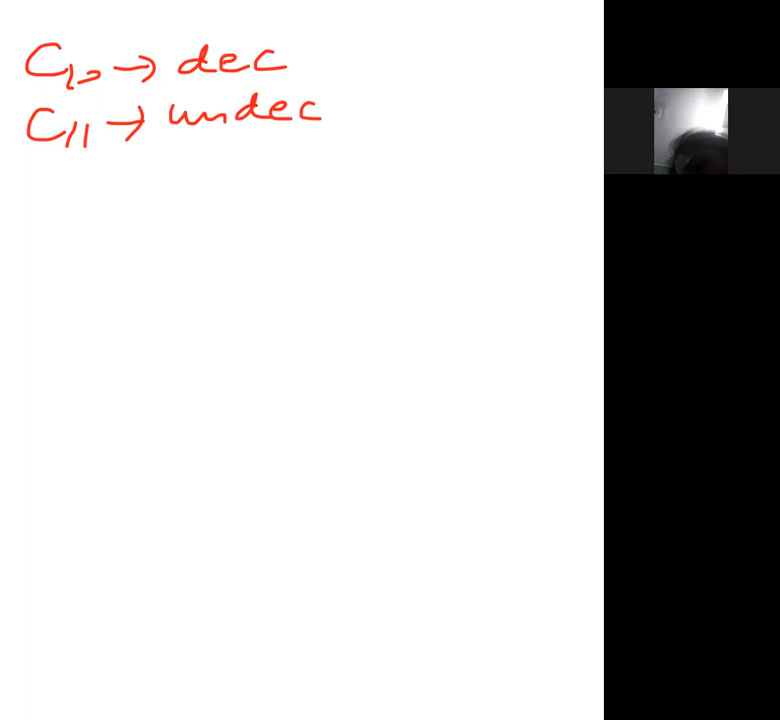 C₁₀ → dec
C₁₁ → undec